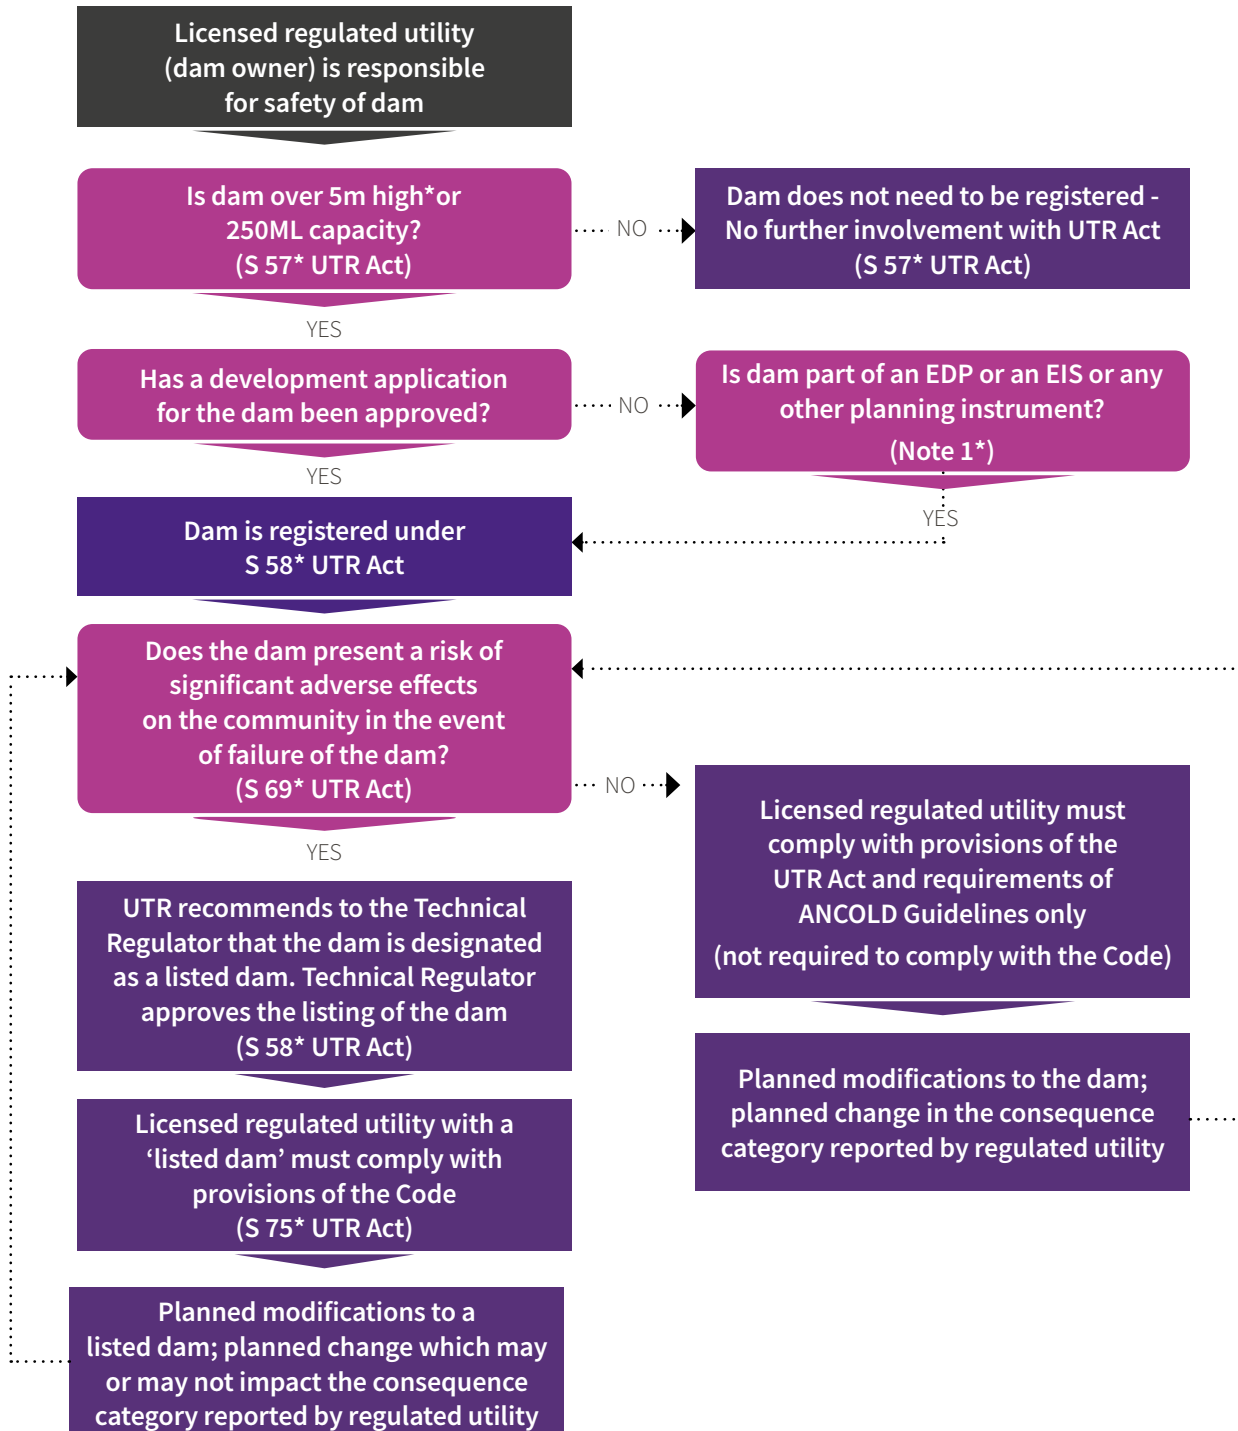 Licensed regulated utility
(dam owner) is responsible
for safety of dam
Is dam over 5m high*or
250ML capacity?
(S 57* UTR Act)
NO
Dam does not need to be registered -
No further involvement with UTR Act
(S 57* UTR Act)
YES
Has a development application
for the dam been approved?
NO
Is dam part of an EDP or an EIS or any
other planning instrument?
(Note 1*)
YES
YES
Dam is registered under
S 58* UTR Act
Does the dam present a risk of
significant adverse effects
on the community in the event
of failure of the dam?
(S 69* UTR Act)
NO
Licensed regulated utility must
comply with provisions of the
UTR Act and requirements of
ANCOLD Guidelines only
(not required to comply with the Code)
YES
UTR recommends to the Technical
Regulator that the dam is designated
as a listed dam. Technical Regulator
approves the listing of the dam
(S 58* UTR Act)
Planned modifications to the dam;
planned change in the consequence
category reported by regulated utility
Licensed regulated utility with a
‘listed dam’ must comply with
provisions of the Code
(S 75* UTR Act)
Planned modifications to a
listed dam; planned change which may
or may not impact the consequence
category reported by regulated utility